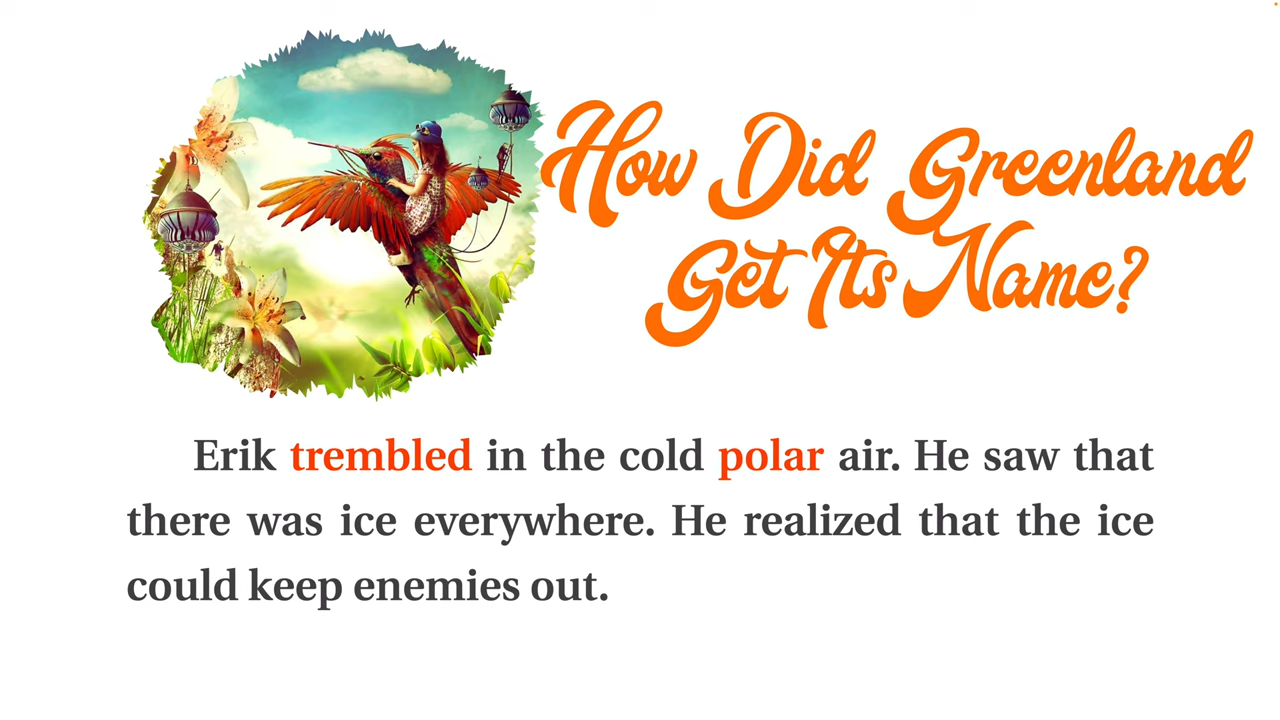 How Did Greenland
Get Its Name?
Erik trembled in the cold polar air. He saw that
there was ice everywhere. He realized that the ice
could keep enemies out.